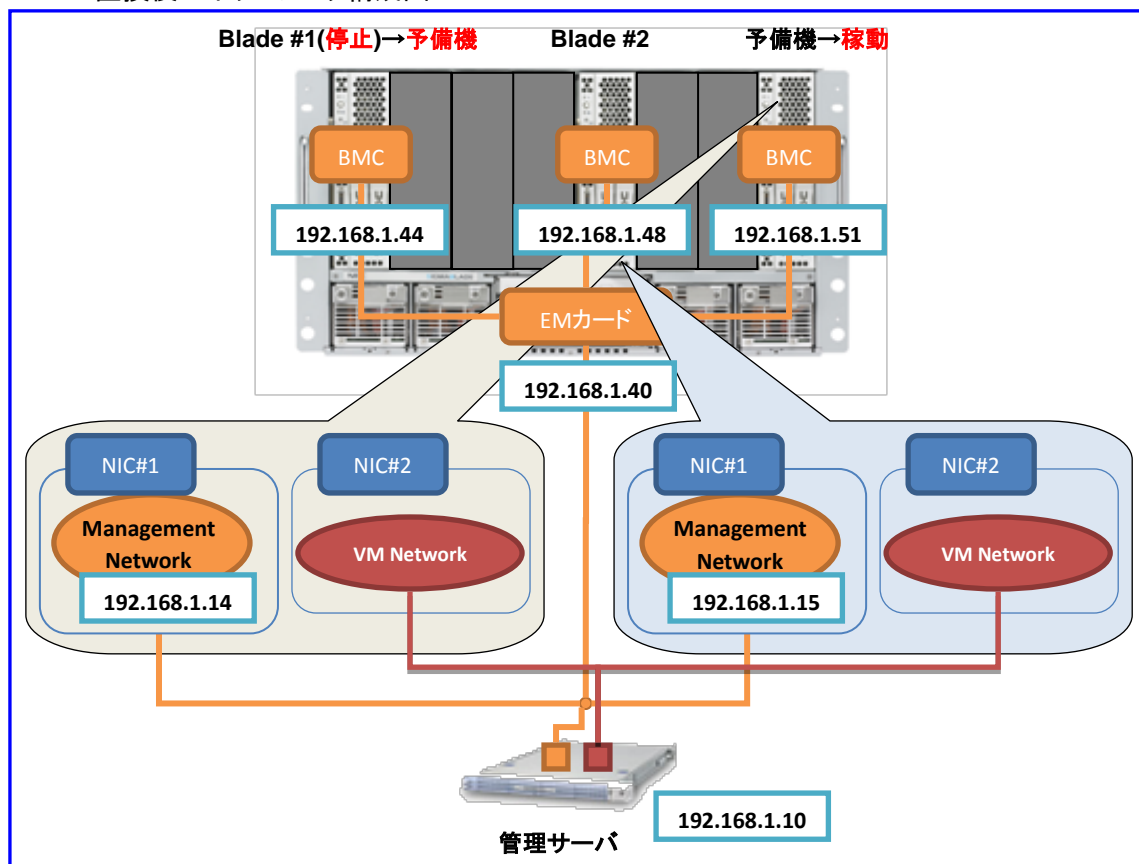 Blade #1(停止)→予備機
Blade #2
予備機→稼動
BMC
BMC
BMC
192.168.1.44
192.168.1.48
192.168.1.51
EMカード
192.168.1.40
NIC#1
NIC#2
NIC#1
NIC#2
Management
Network
VM Network
Management
Network
VM Network
192.168.1.14
192.168.1.15
管理サーバ
192.168.1.10